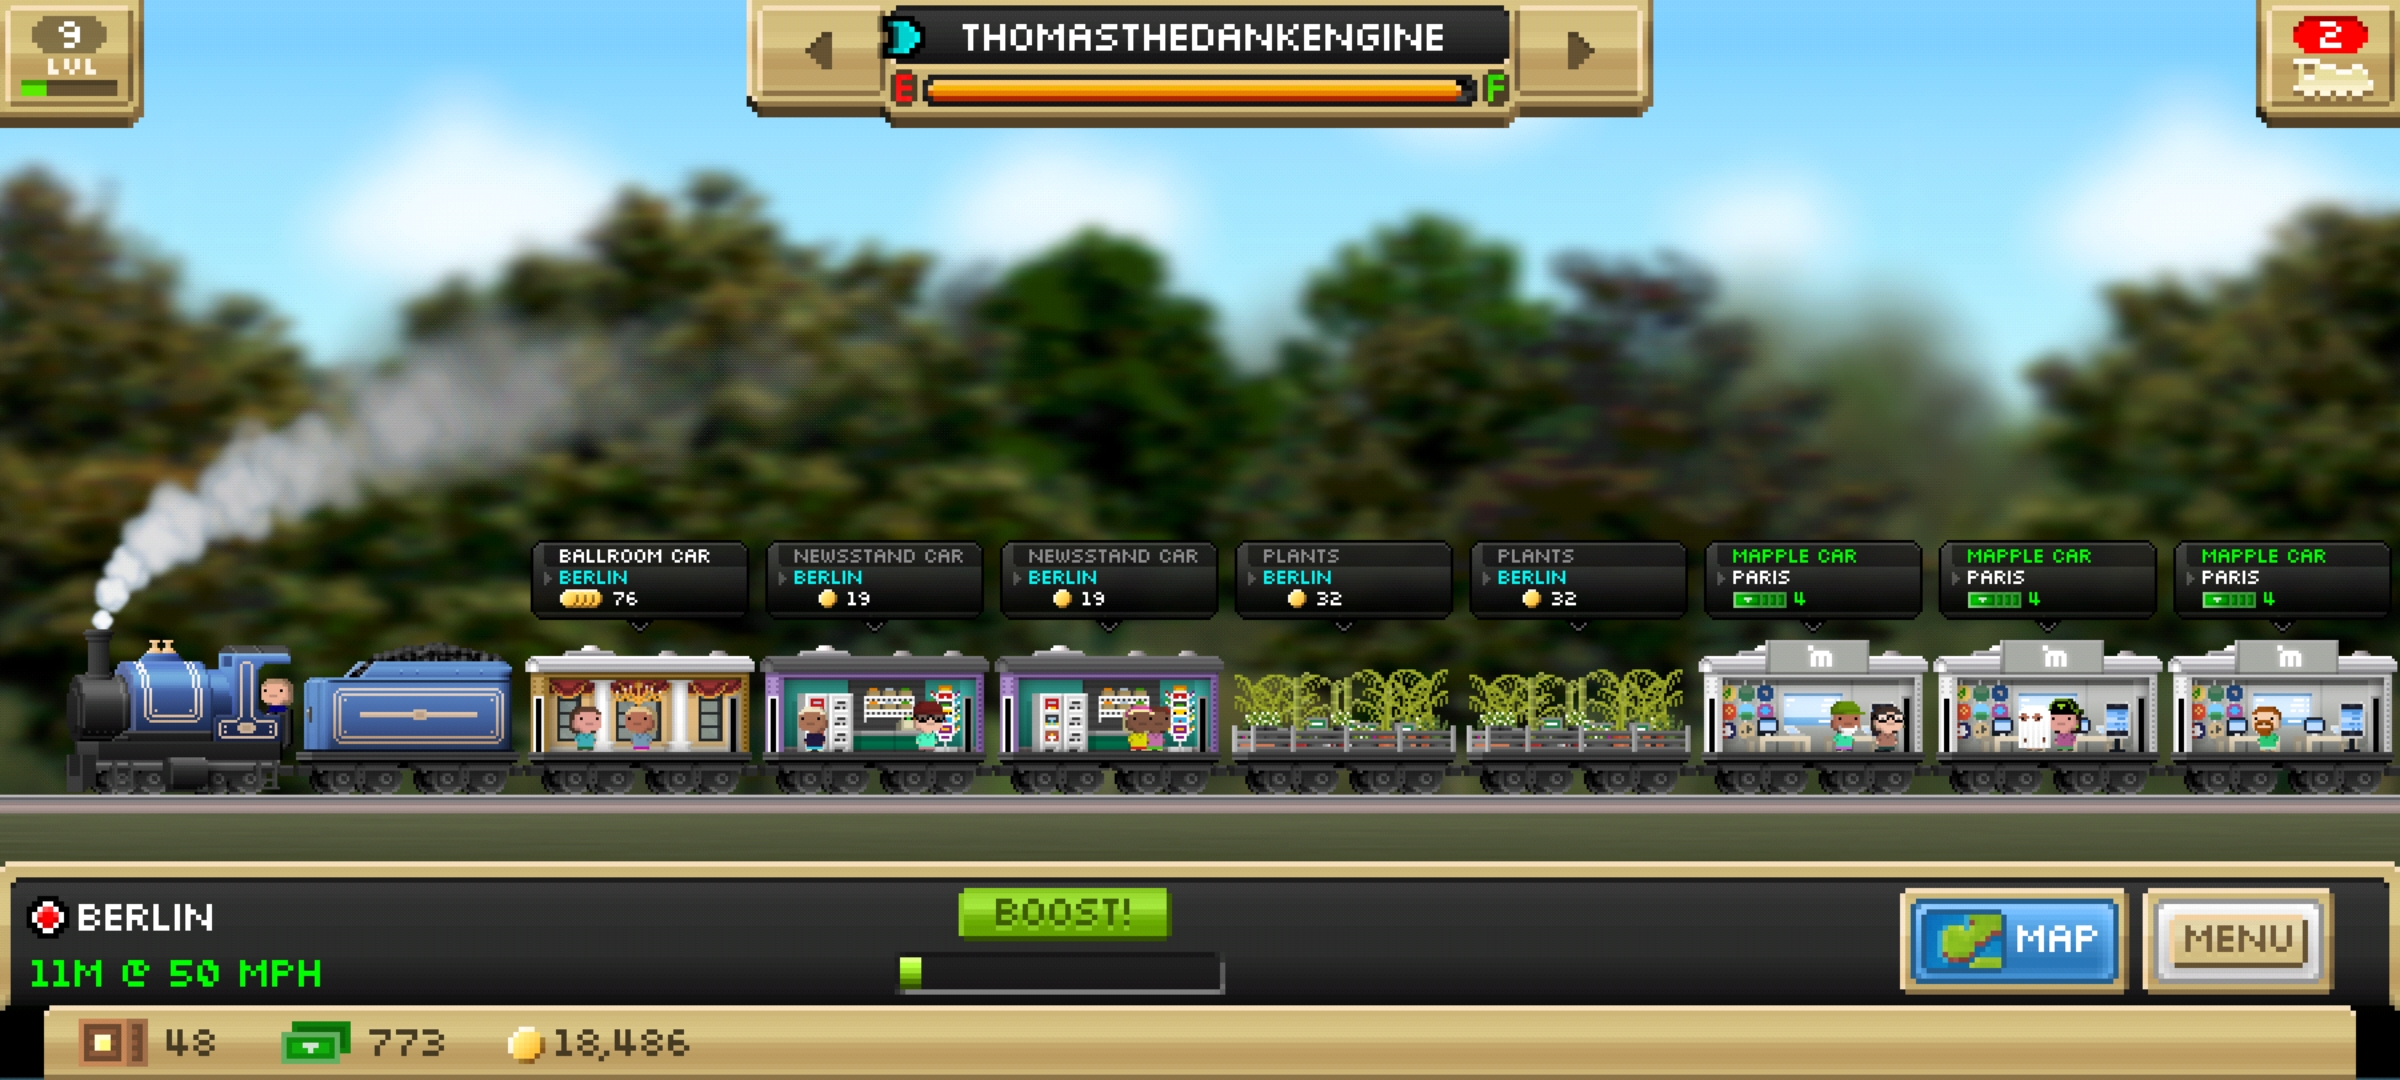 9
LVL
THOMASTHEDANKENGINE
E
F
2
BALLROOM CAR
BERLIN
76
NEWSSTAND CAR
BERLIN
19
NEWSSTAND CAR
BERLIN
19
PLANTS
BERLIN
32
PLANTS
BERLIN
32
MAPPLE CAR
PARIS
4
MAPPLE CAR
PARIS
4
MAPPLE CAR
PARIS
4
m
m
m
BERLIN
11M @ 50 MPH
BOOST!
MAP
MENU
48
773
18,486